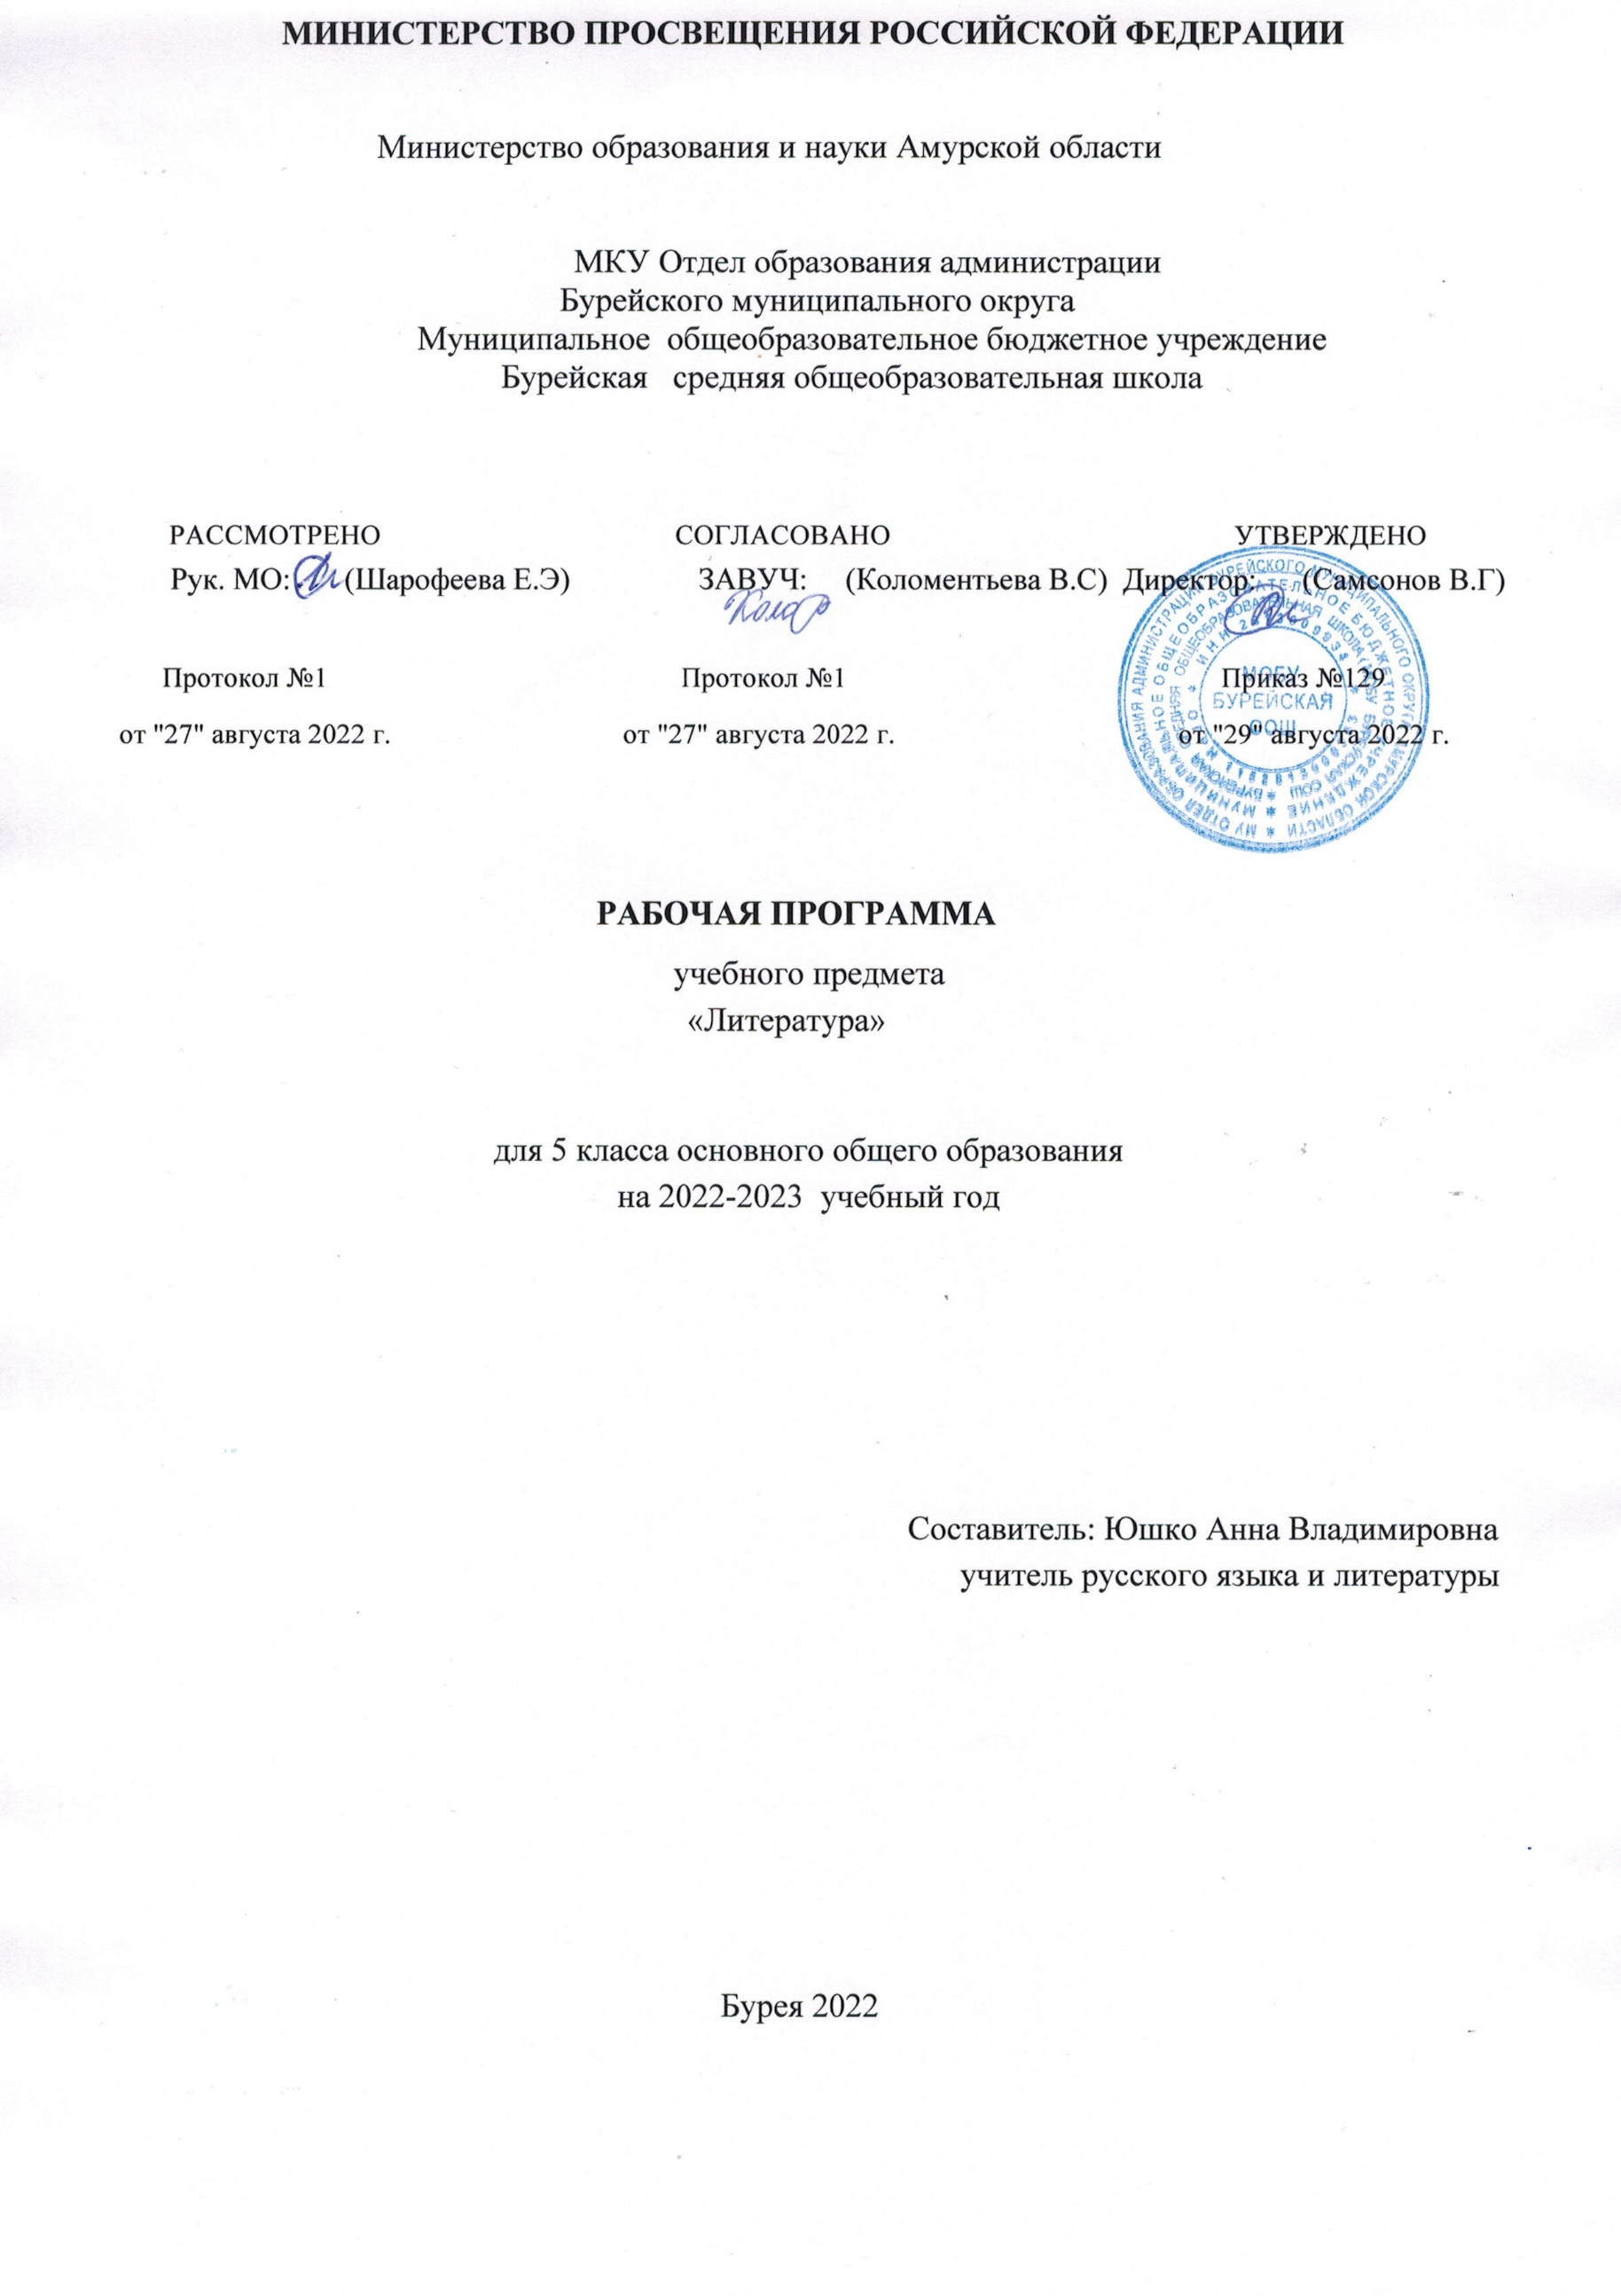 МИНИСТЕРСТВО ПРОСВЕЩЕНИЯ РОССИЙСКОЙ ФЕДЕРАЦИИ
Министерство образования и науки Амурской области
МКУ Отдел образования администрации
Бурейского муниципального округа
Муниципальное общеобразовательное бюджетное учреждение
Бурейская средняя общеобразовательная школа
РАССМОТРЕНО СОГЛАСОВАНО УТВЕРЖДЕНО
Рук. МО: (Шарофеева Е.Э) ЗАВУЧ: (Коломентьева В.С) Директор: (Самсонов В.Г)
Протокол №1 Протокол №1 Приказ №129
от "27" августа 2022 г. от "27" августа 2022 г. от "29" августа 2022 г.
МОБУ
БУРЕЙСКАЯ
СОШ
РАБОЧАЯ ПРОГРАММА
учебного предмета
«Литература»
для 5 класса основного общего образования
на 2022-2023 учебный год
Составитель: Юшко Анна Владимировна
учитель русского языка и литературы
Бурея 2022